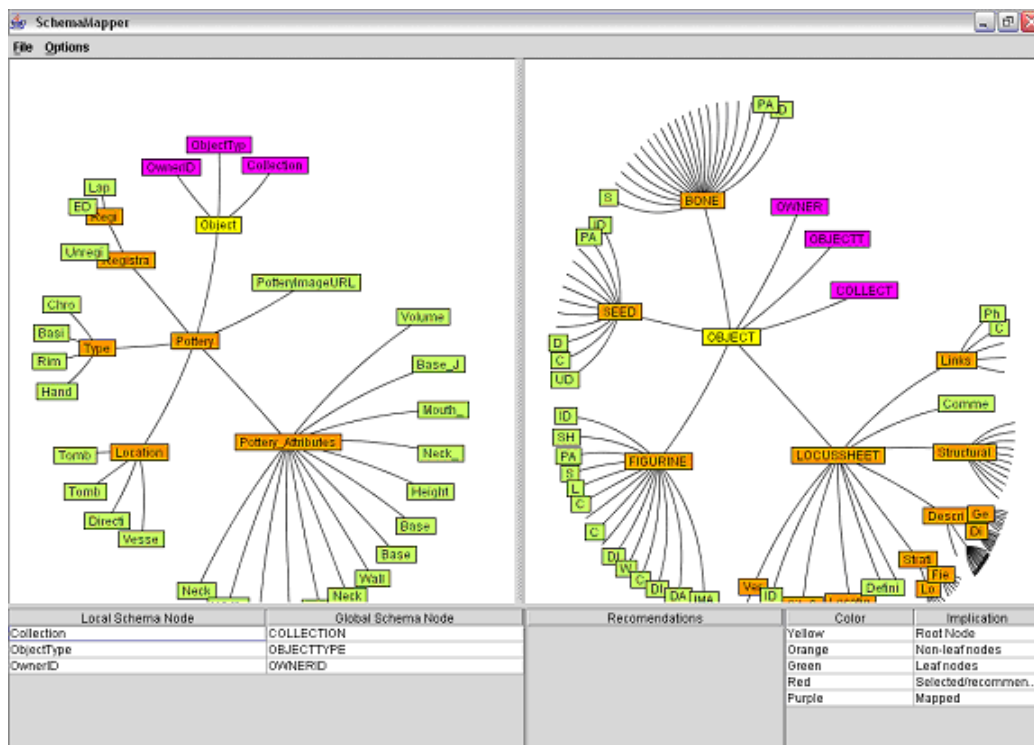 SchemaMapper
File Options
ObjectTyp
OwnerID
Collection
Lap
ED
Regi
Object
Unregi
Registra
PotteryImageURL
Chro
Volume
Basi
Pottery
Type
Rim
Base_J
Hand
Mouth_
Pottery_Attributes
Location
Neck_
Tomb
Tomb
Height
Directi
Base
Vesse
Base
Wall
Neck
Neck
PA
D
S
BONE
OWNER
ID
PA
OBJECTT
COLLECT
SEED
Ph
C
OBJECT
D
C
Links
UD
Comme
ID
SH
PA
FIGURINE
LOCUSSHEET
Structural
S
L
C
C
Descri
Ge
DI
DI
W
C
DI
DA
IMA
Strati
Fie
Lo
ID
Defini
Local Schema Node Global Schema Node
Collection COLLECTION
ObjectType OBJECTTYPE
OwnerID OWNERID
Recomendations
Color Implication
Yellow Root Node
Orange Non-leaf nodes
Green Leaf nodes
Red Selected/recommen...
Purple Mapped